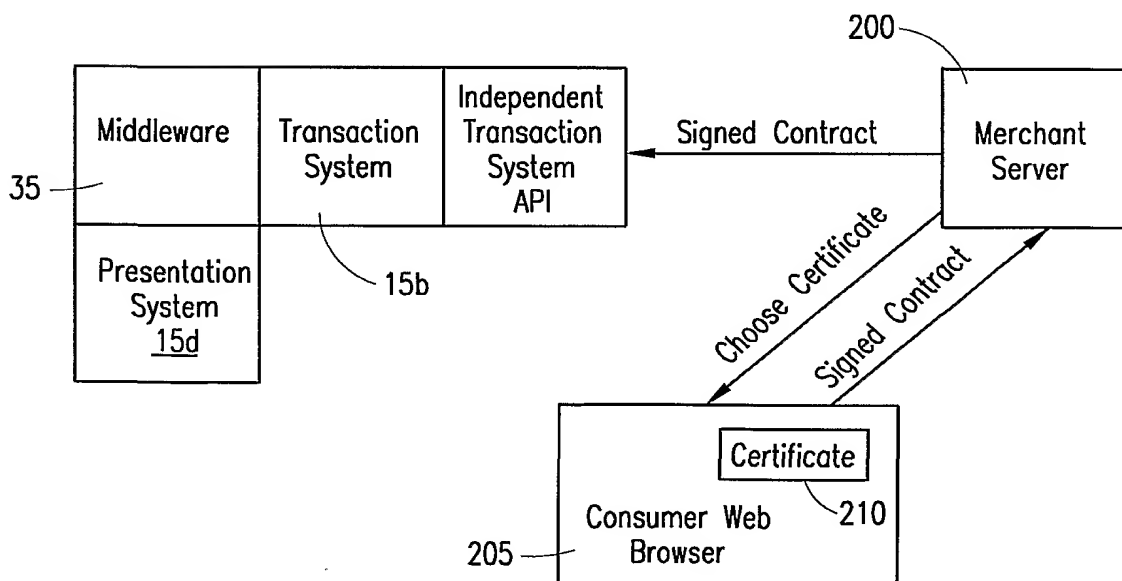 200
Middleware
Transaction
System
Independent
Transaction
System
API
Signed Contract
Merchant
Server
35
Presentation
System
15d
15b
Choose Certificate
Signed Contract
Certificate
210
Consumer Web
Browser
205